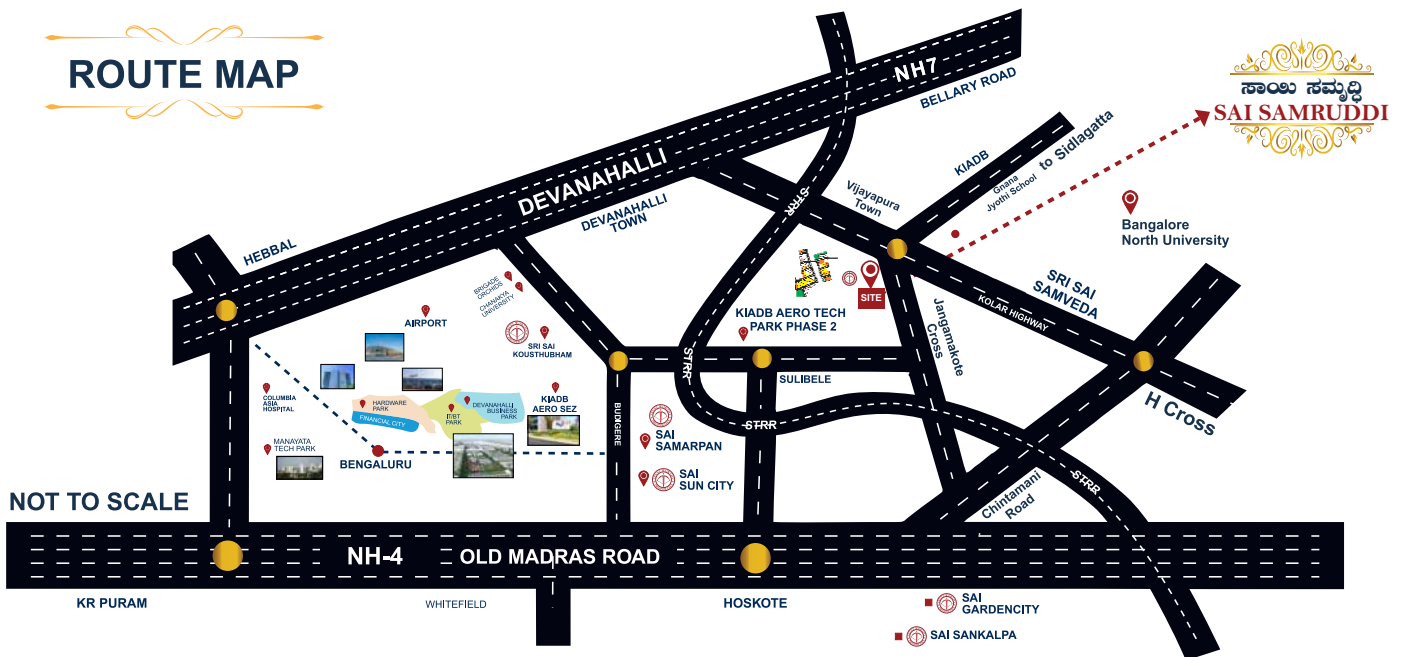 ROUTE MAP
NH7
BELLARY ROAD
ಸಾಯಿ ಸಮೃದ್ಧಿ
SAI SAMRUDDI
DEVANAHALLI
DEVANAHALLI
TOWN
HEBBAL
STRR
Vijayapura
Town
KIADB
Gnana
Jyothi School
to Sidlagatta
Bangalore
North University
SRI SAI
SAMVEDA
KOLAR HIGHWAY
SITE
Jangamakote
Cross
H Cross
BRIGADE
ORCHIDS
CHANAKYA
UNIVERSITY
AIRPORT
SRI SAI
KOUSTHUBHAM
KIADB AERO TECH
PARK PHASE 2
STRR
SULIBELE
COLUMBIA
ASIA
HOSPITAL
HARDWARE
PARK
FINANCIAL CITY
IT/BT
PARK
DEVANAHALLI
BUSINESS
PARK
KIADB
AERO SEZ
BUDIGERE
MANAYATA
TECH PARK
BENGALURU
SAI
SAMARPAN
STRR
SAI
SUN CITY
STRR
Chintamani
Road
NOT TO SCALE
NH-4
OLD MADRAS ROAD
KR PURAM
WHITEFIELD
HOSKOTE
SAI
GARDENCITY
SAI SANKALPA